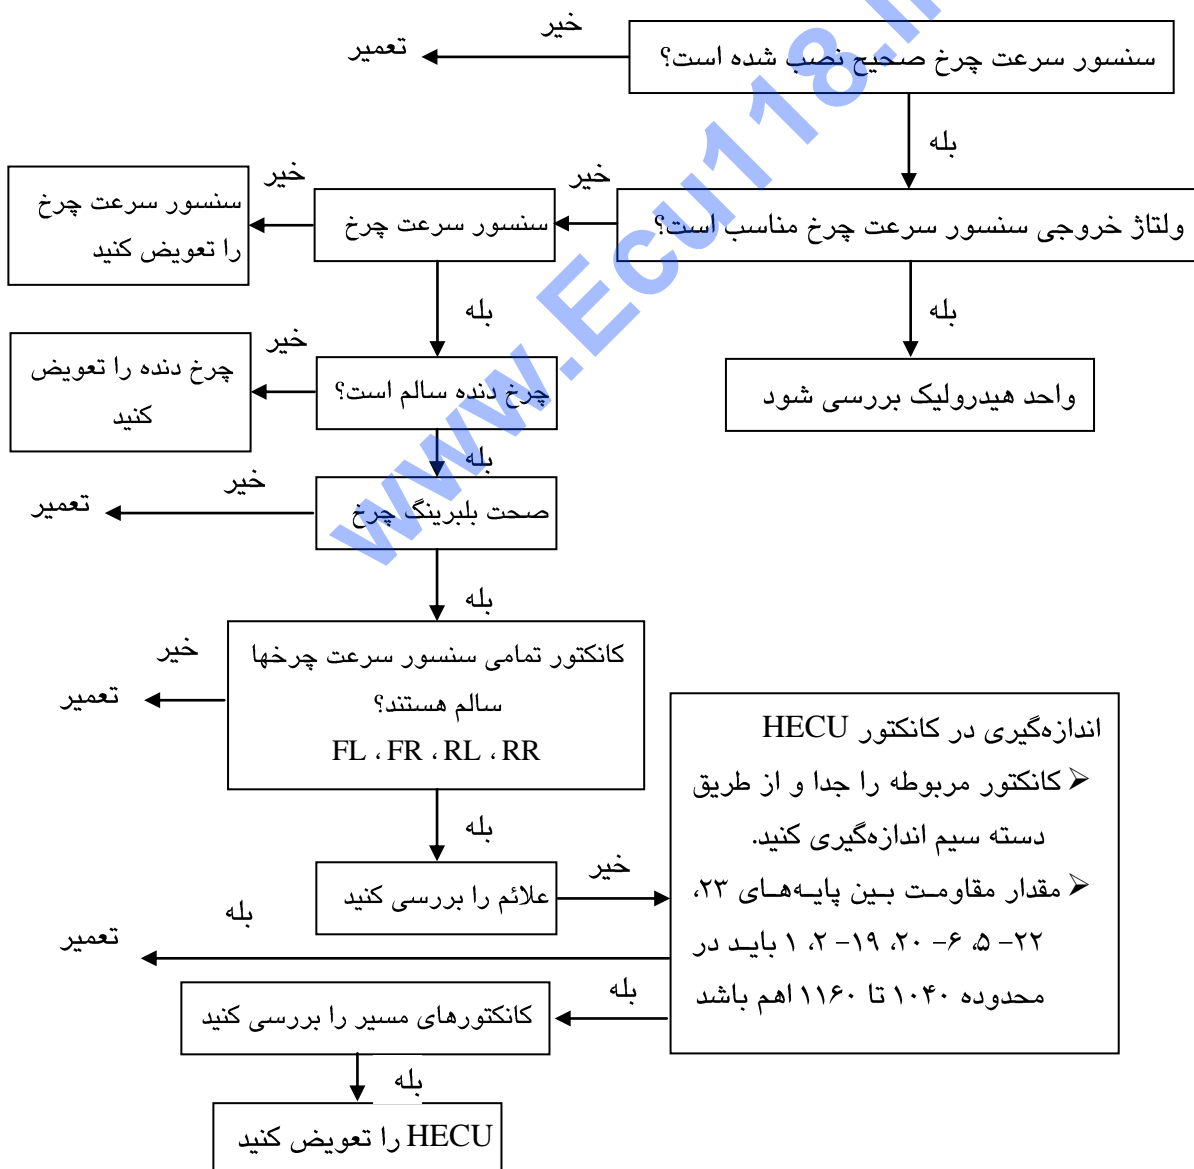 خیر
تعمیر
سنسور سرعت چرخ صحیح نصب شده است؟
بله
خیر
خیر
ولتاژ خروجی سنسور سرعت چرخ مناسب است؟
سنسور سرعت چرخ
سنسور سرعت چرخ
را تعویض کنید
بله
بله
خیر
واحد هیدرولیک بررسی شود
چرخ دنده سالم است؟
چرخ دنده را تعویض
کنید
بله
خیر
صحت بلبرینگ چرخ
تعمیر
بله
کانکتور تمامی سنسور سرعت چرخها
سالم هستند؟
FL ، FR ، RL ، RR
خیر
تعمیر
بله
اندازه‌گیری در کانکتور HECU
➢ کانکتور مربوطه را جدا و از طریق
دسته سیم اندازه‌گیری کنید.
➢ مقدار مقاومت بین پایه‌های ۲۳،
۲۲– ۵، ۶– ۲۰، ۱۹– ۲، ۱ باید در
محدوده ۱۰۴۰ تا ۱۱۶۰ اهم باشد
علائم را بررسی کنید
خیر
بله
تعمیر
بله
کانکتورهای مسیر را بررسی کنید
بله
HECU را تعویض کنید